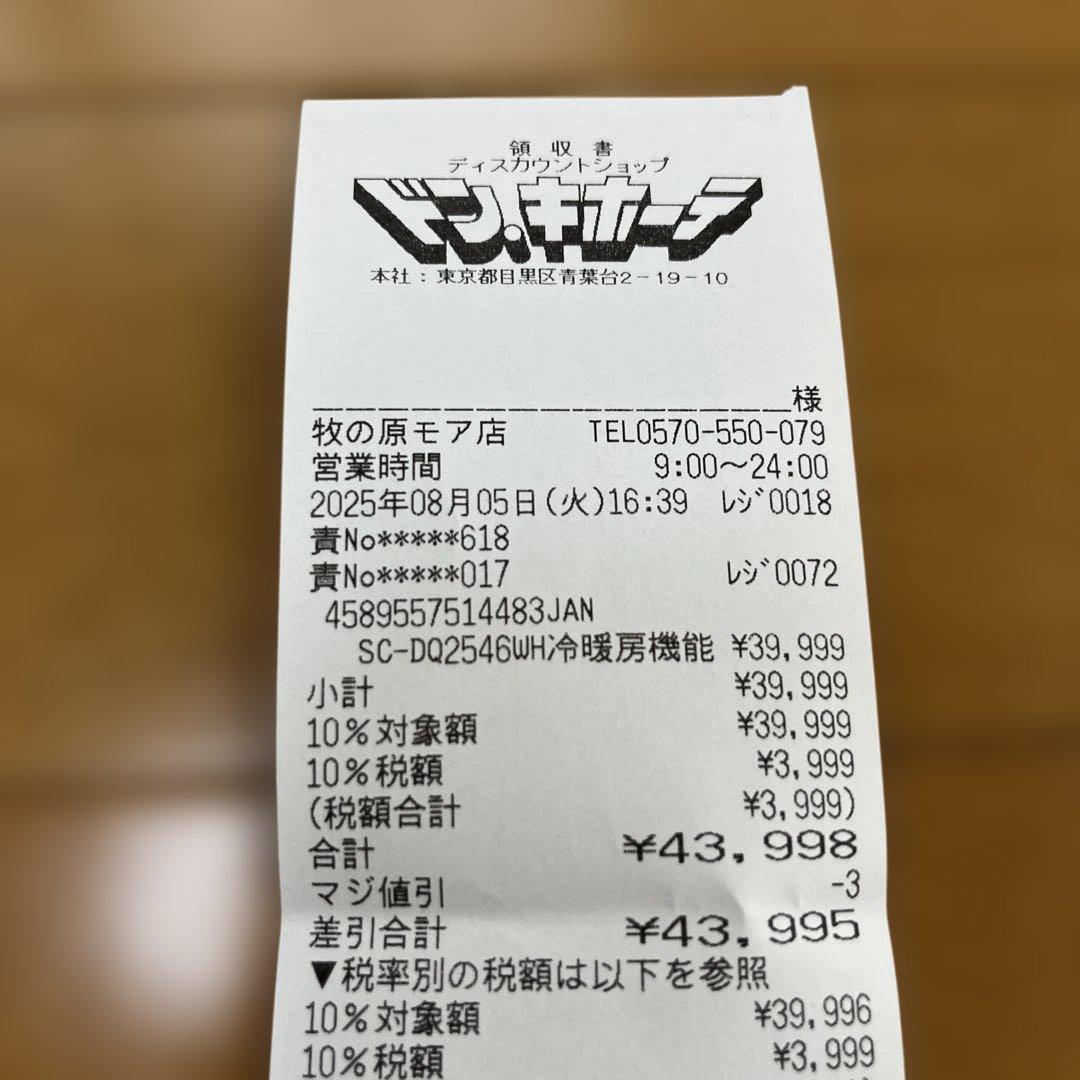 領収書
ディスカウントショップ
ドン.キホーテ
本社：東京都目黒区青葉台2-19-10
様
牧の原モア店 TEL0570-550-079
営業時間 9:00～24:00
2025年08月05日(火)16:39 ﾚｼﾞ0018
責No*****618
責No*****017 ﾚｼﾞ0072
4589557514483JAN
SC-DQ2546WH冷暖房機能 ¥39,999
小計 ¥39,999
10%対象額 ¥39,999
10%税額 ¥3,999
(税額合計 ¥3,999)
合計 ¥43,998
マジ値引 -3
差引合計 ¥43,995
▼税率別の税額は以下を参照
10%対象額 ¥39,996
10%税額 ¥3,999